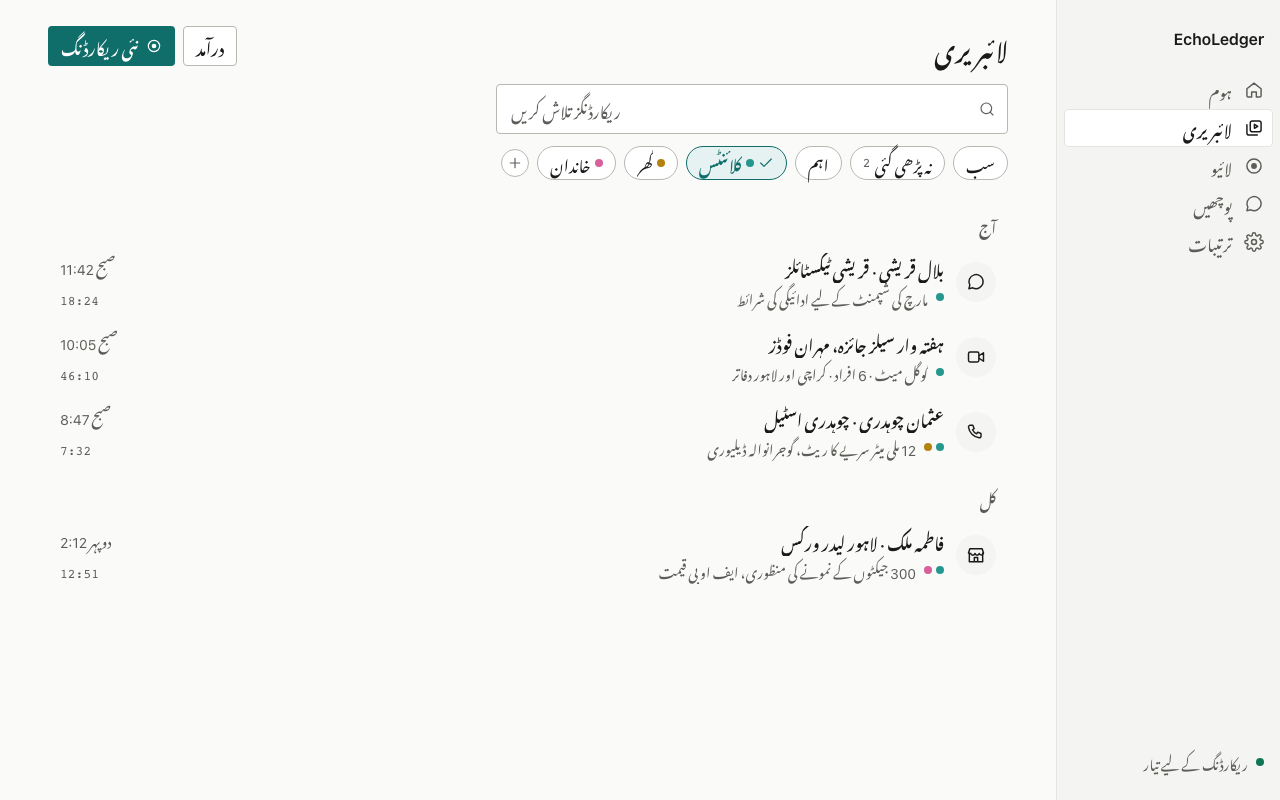 EchoLedger
ہوم
لائبریری
لائیو
پوچھیں
ترتیبات
ریکارڈنگ کے لیے تیار
لائبریری
درآمد
نئی ریکارڈنگ
ریکارڈنگز تلاش کریں
سب
نہ پڑھی گئی 2
اہم
کلائنٹس
گھر
خاندان
آج
بلال قریشی · قریشی ٹیکسٹائلز
مارچ کی شپمنٹ کے لیے ادائیگی کی شرائط
11:42 صبح
18:24
ہفتہ وار سیلز جائزہ، مہران فوڈز
گوگل میٹ · 6 افراد · کراچی اور لاہور دفاتر
10:05 صبح
46:10
عثمان چوہدری · چوہدری اسٹیل
12 ملی میٹر سریے کا ریٹ، گوجرانوالہ ڈیلیوری
8:47 صبح
7:32
کل
فاطمہ ملک · لاہور لیدر ورکس
300 جیکٹوں کے نمونے کی منظوری، ایف او بی قیمت
2:12 دوپہر
12:51